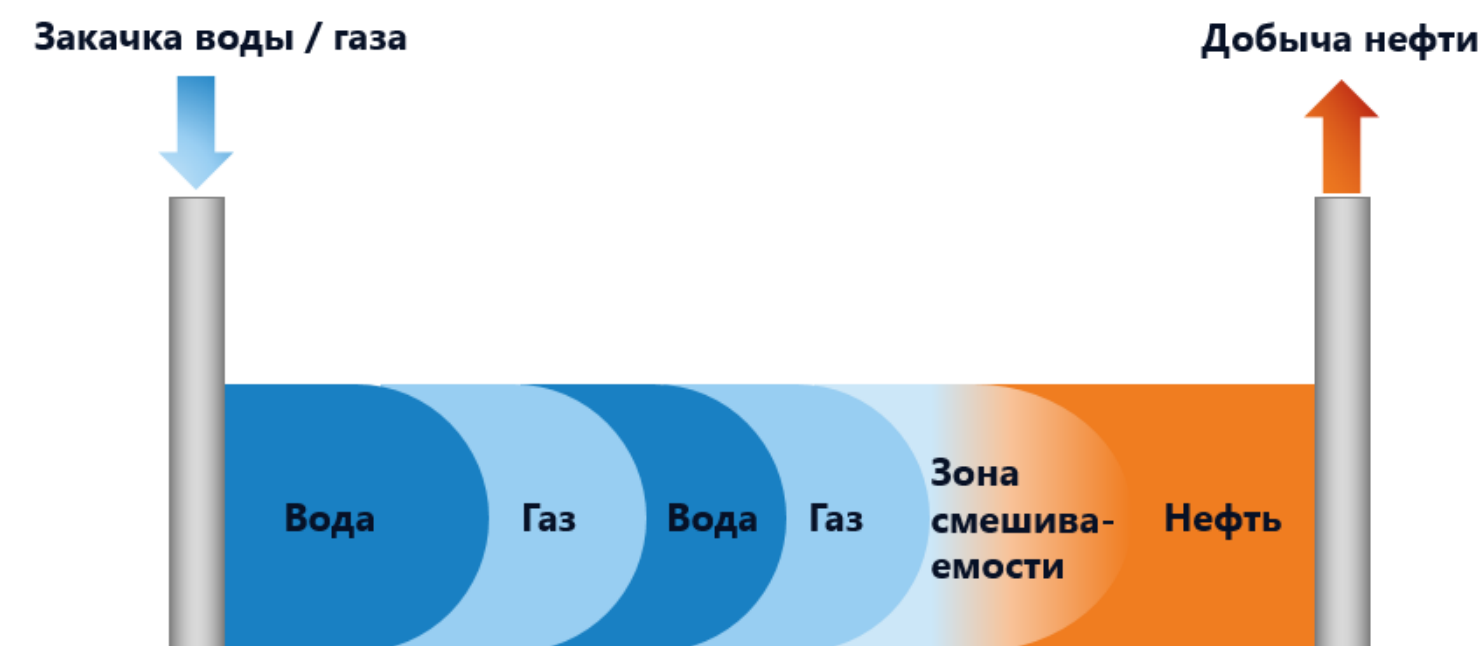 Закачка воды / газа
Добыча нефти
Вода
Газ
Вода
Газ
Зона
смешива-
емости
Нефть